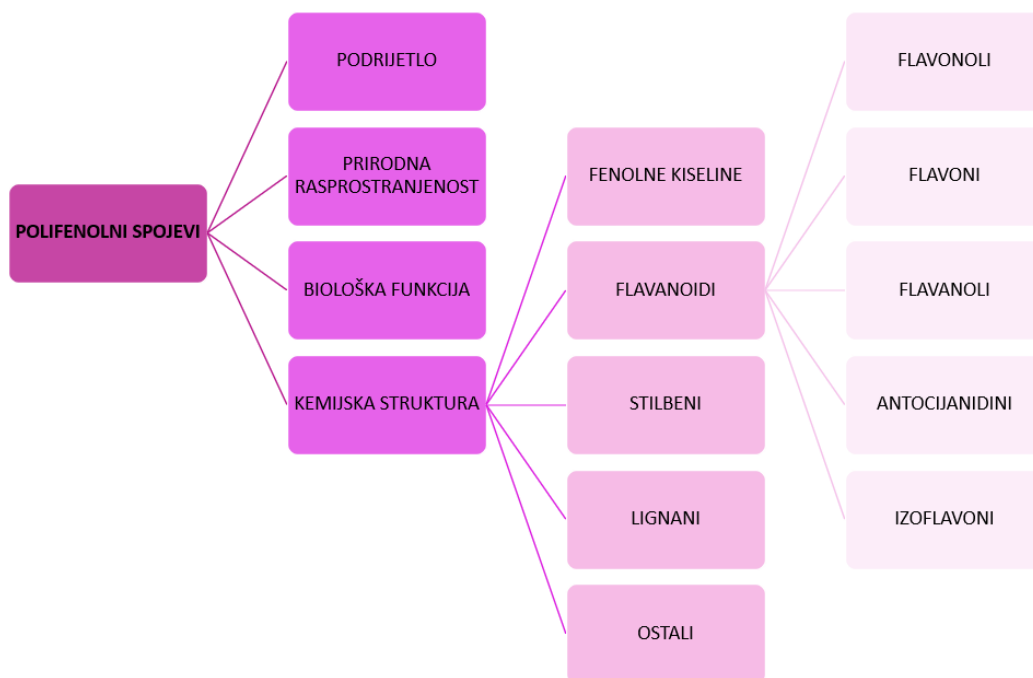 POLIFENOLNI SPOJEVI
PODRIJETLO
PRIRODNA
RASPROSTRANJENOST
BIOLOŠKA FUNKCIJA
KEMIJSKA STRUKTURA
FENOLNE KISELINE
FLAVANOIDI
STILBENI
LIGNANI
OSTALI
FLAVONOLI
FLAVONI
FLAVANOLI
ANTOCIJANIDINI
IZOFLAVONI